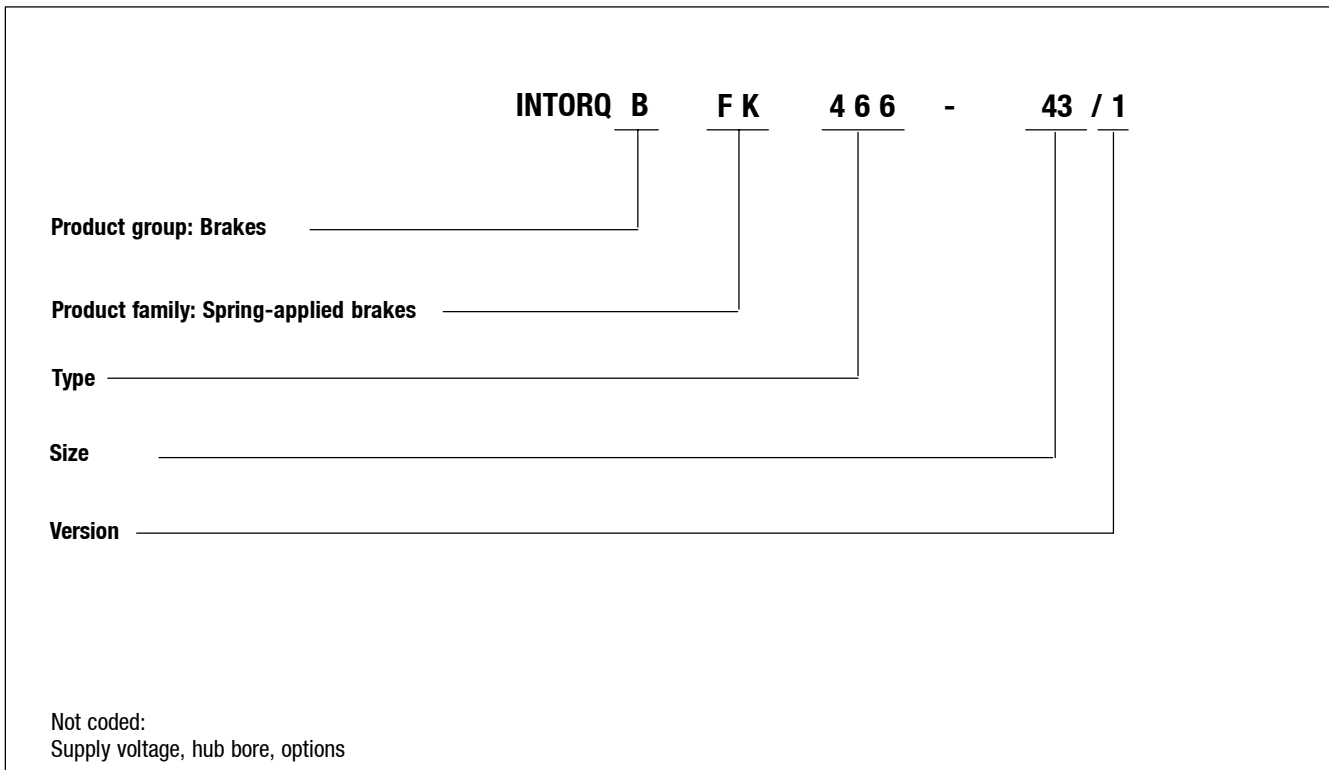 INTORQ B F K 4 6 6 - 43 / 1
Product group: Brakes
Product family: Spring-applied brakes
Type
Size
Version
Not coded:
Supply voltage, hub bore, options